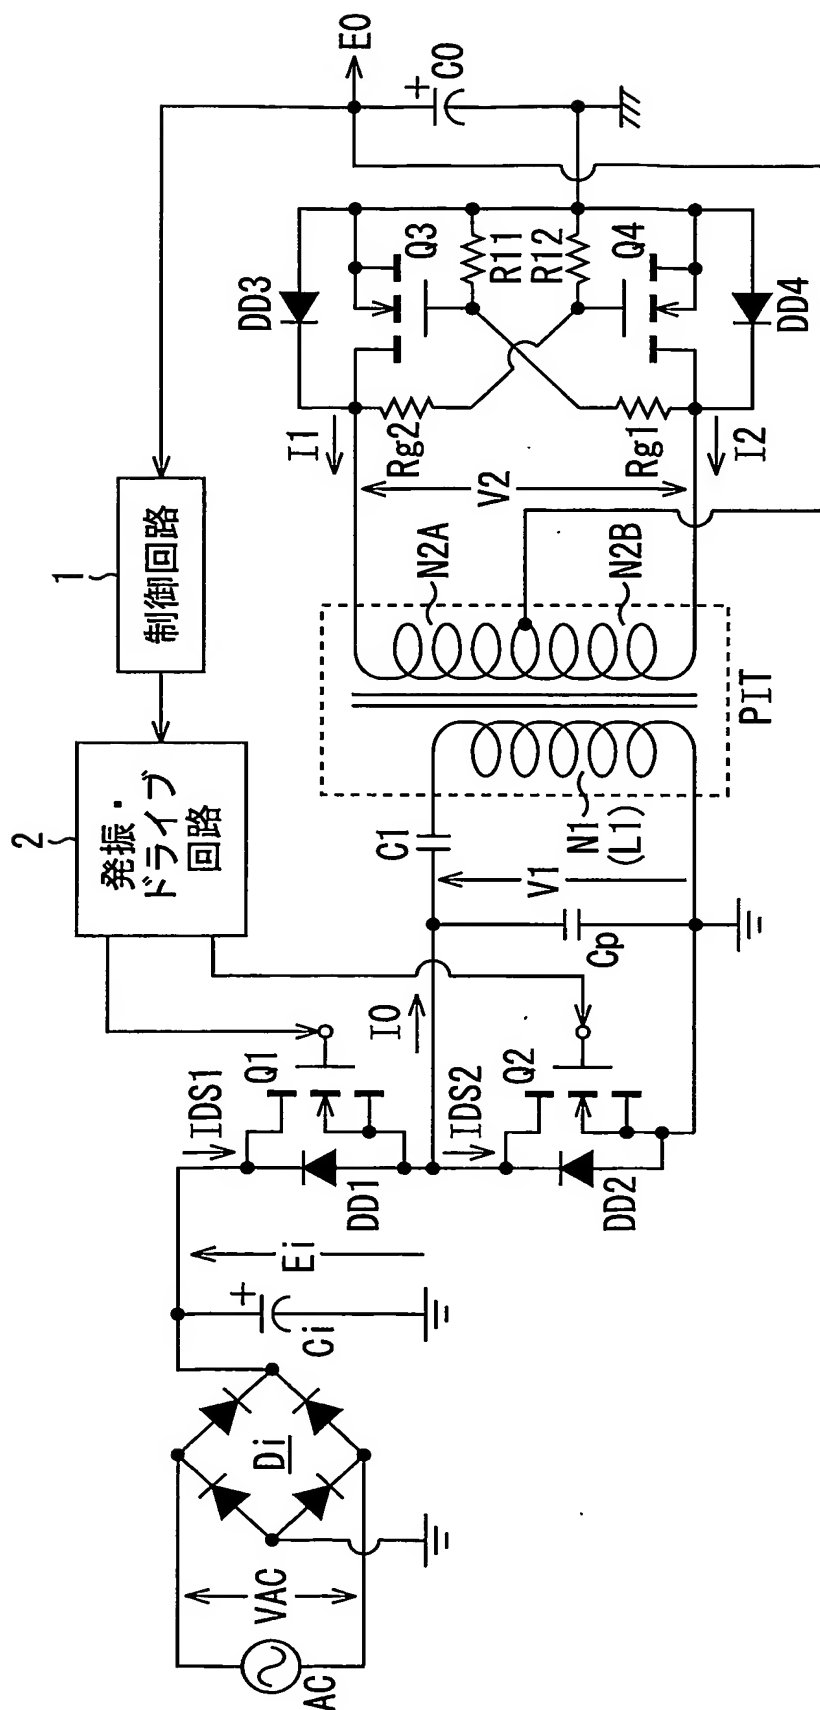 AC
VAC
Di
Ci
Ei
IDS1
Q1
DD1
IO
IDS2
Q2
DD2
2
発振・
ドライブ
回路
1
制御回路
C1
V1
Cp
N1
(L1)
PIT
N2A
N2B
V2
I1
I2
Rg2
Rg1
DD3
Q3
R11
R12
Q4
DD4
CO
EO